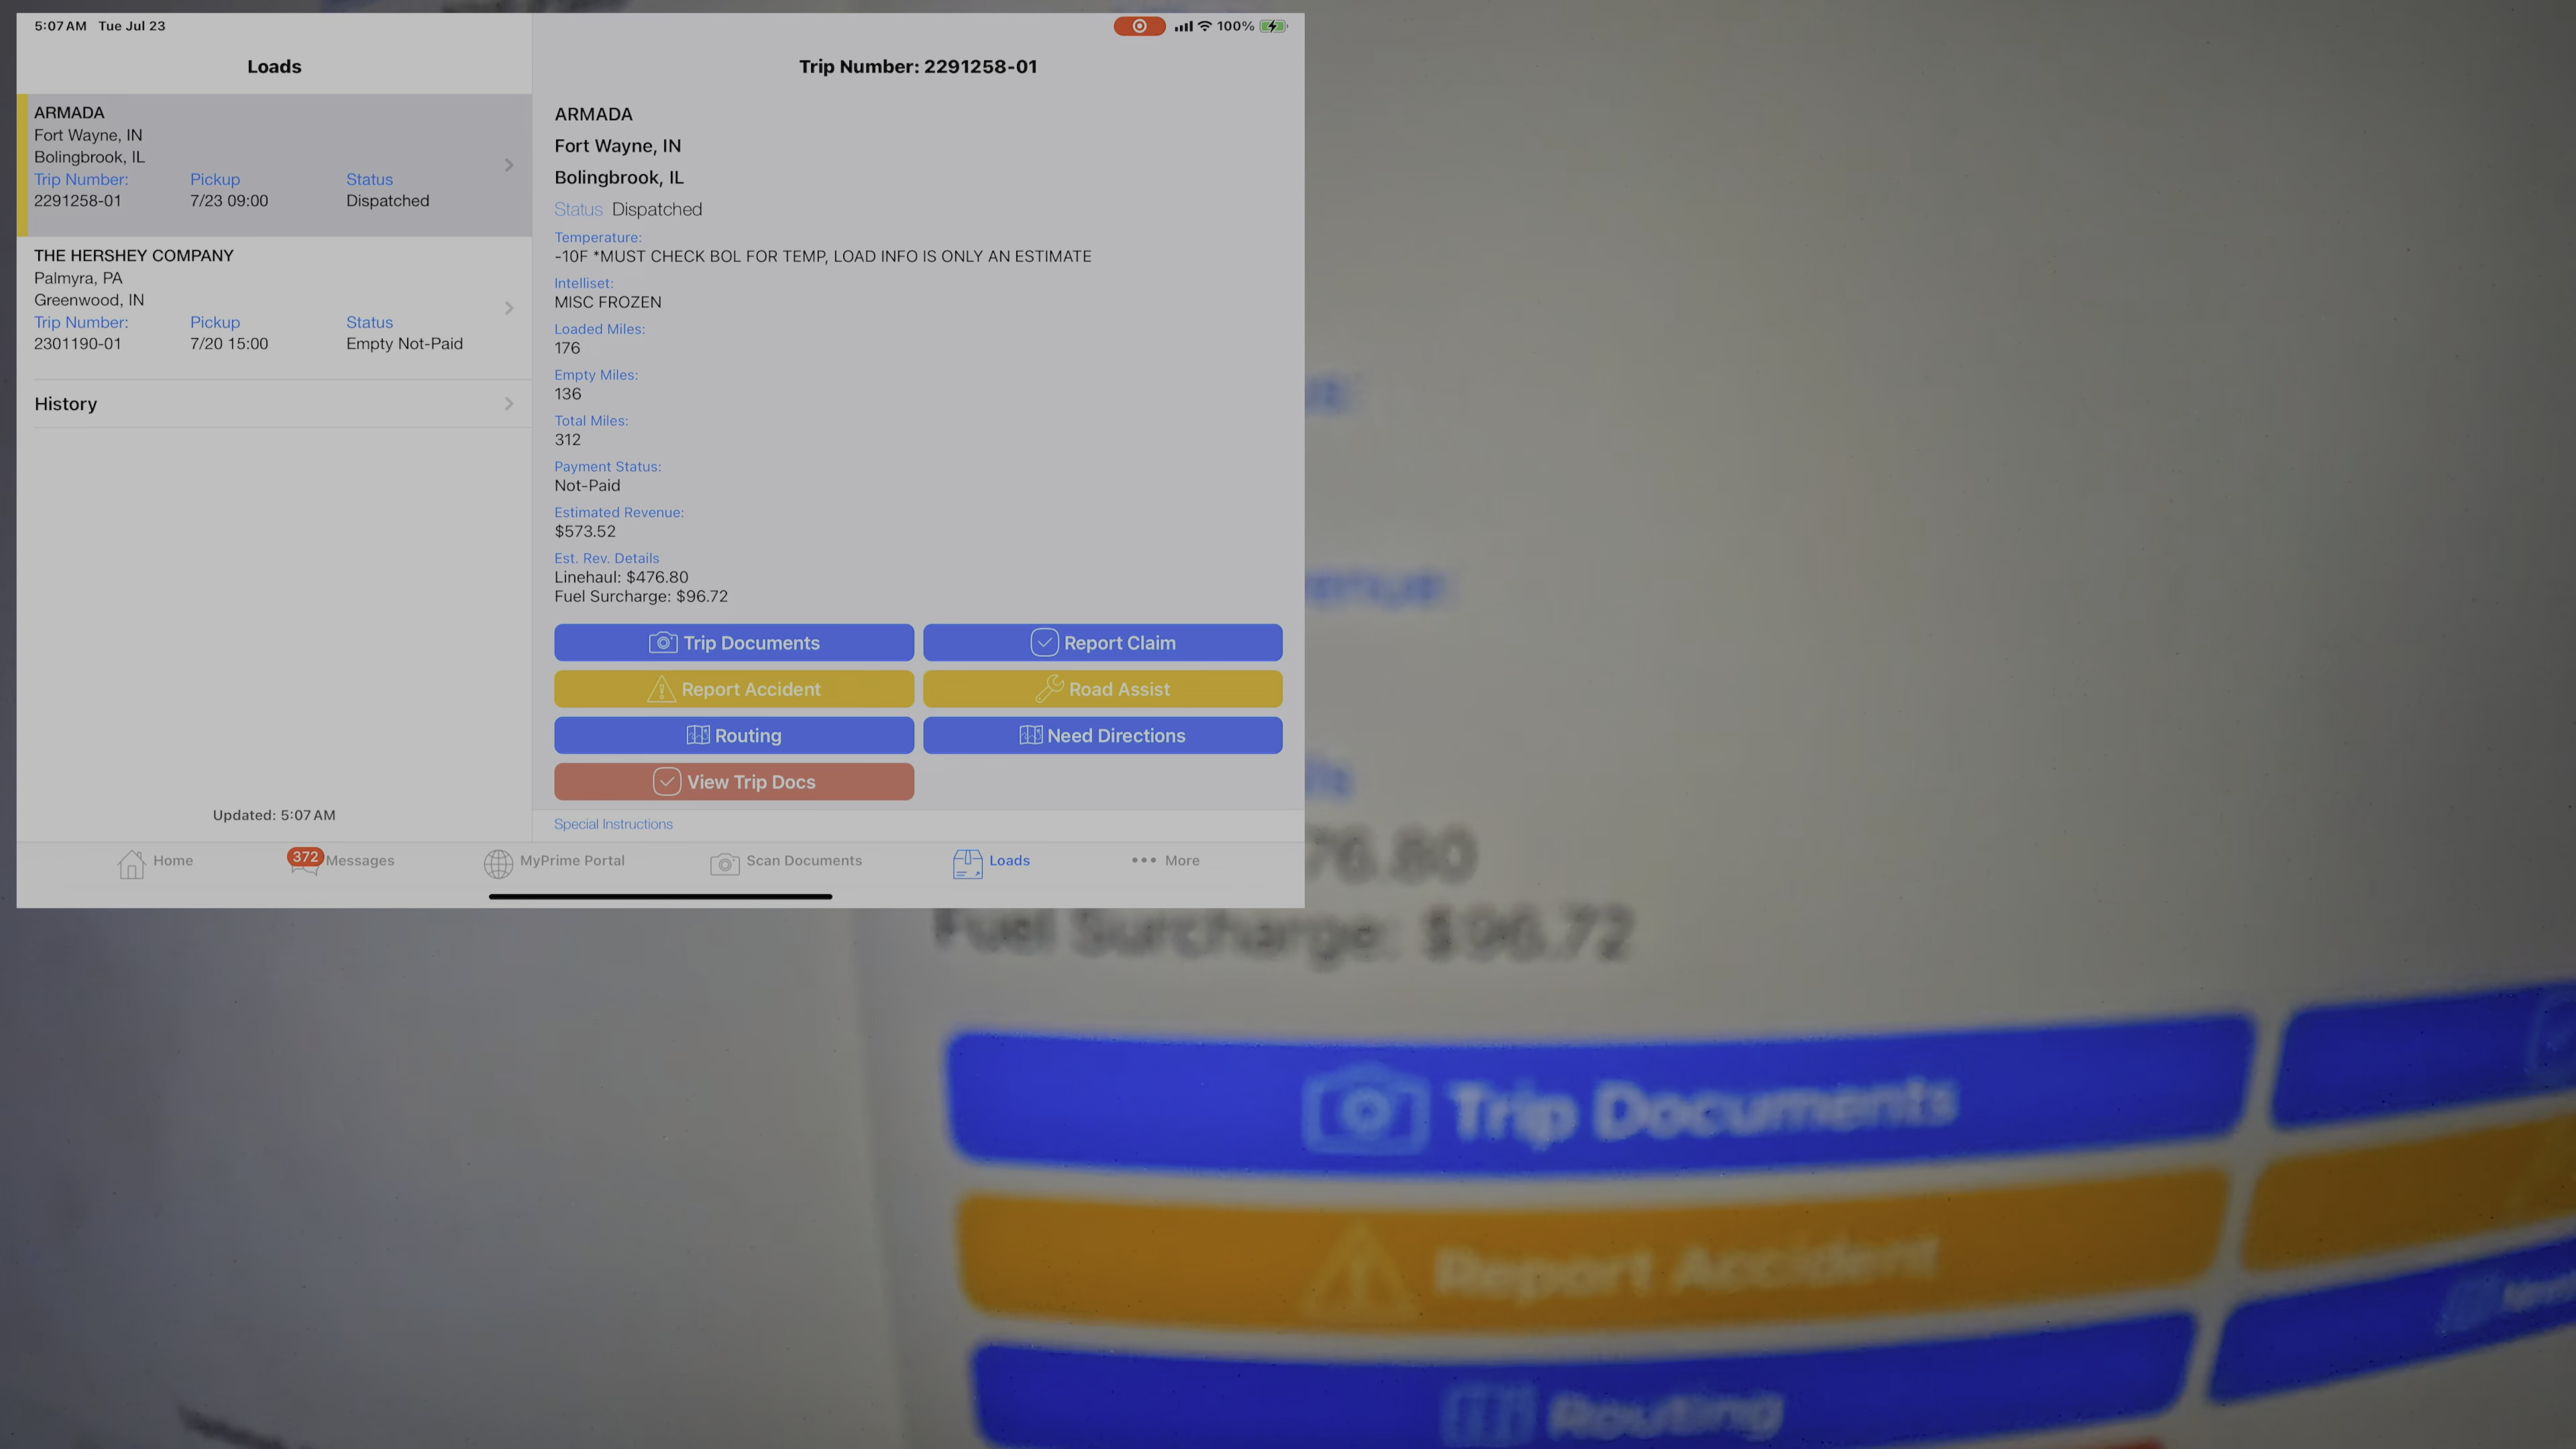 5:07 AM Tue Jul 23
100%
Loads
ARMADA
Fort Wayne, IN
Bolingbrook, IL
Trip Number: Pickup Status
2291258-01 7/23 09:00 Dispatched
THE HERSHEY COMPANY
Palmyra, PA
Greenwood, IN
Trip Number: Pickup Status
2301190-01 7/20 15:00 Empty Not-Paid
History
Updated: 5:07 AM
Trip Number: 2291258-01
ARMADA
Fort Wayne, IN
Bolingbrook, IL
Status Dispatched
Temperature:
-10F *MUST CHECK BOL FOR TEMP, LOAD INFO IS ONLY AN ESTIMATE
Intelliset:
MISC FROZEN
Loaded Miles:
176
Empty Miles:
136
Total Miles:
312
Payment Status:
Not-Paid
Estimated Revenue:
$573.52
Est. Rev. Details
Linehaul: $476.80
Fuel Surcharge: $96.72
Trip Documents Report Claim
Report Accident Road Assist
Routing Need Directions
View Trip Docs
Special Instructions
Home 372 Messages MyPrime Portal Scan Documents Loads More
76.80
Fuel Surcharge: $96.72
Trip Documents
Report Accident
Routing